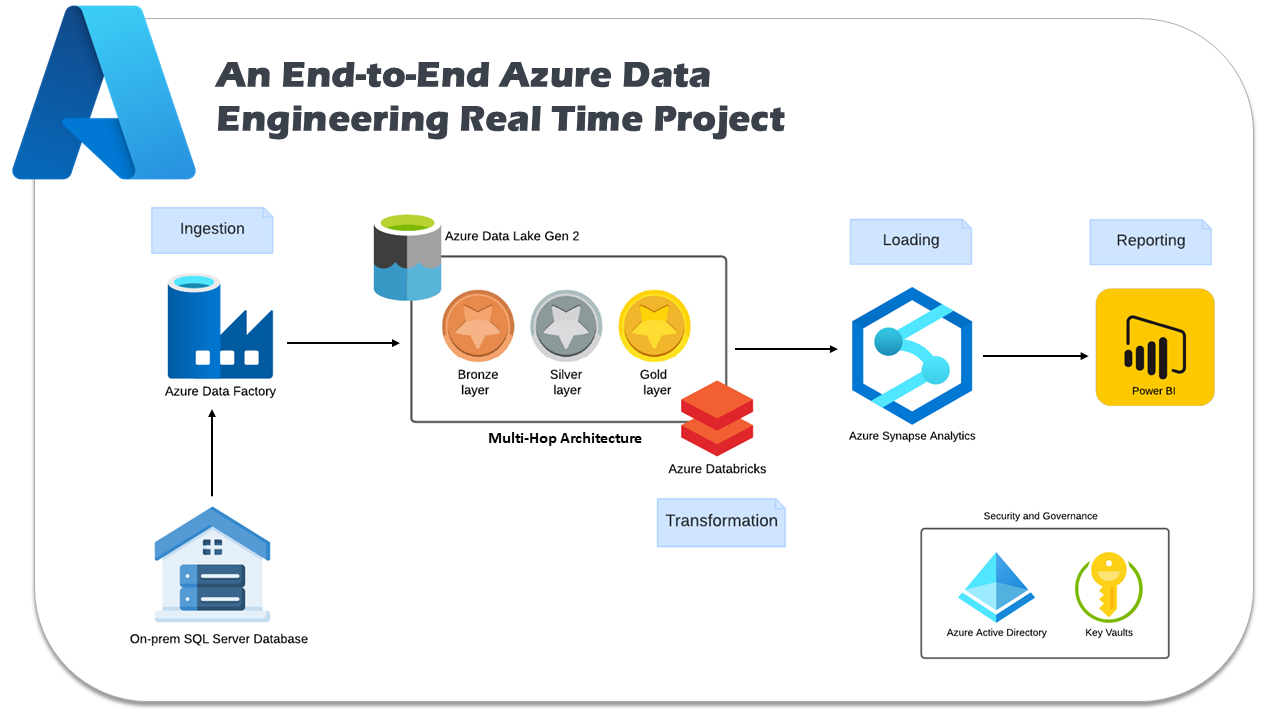 An End-to-End Azure Data
Engineering Real Time Project
Ingestion
Azure Data Factory
On-prem SQL Server Database
Azure Data Lake Gen 2
Bronze
layer
Silver
layer
Gold
layer
Multi-Hop Architecture
Azure Databricks
Transformation
Loading
Azure Synapse Analytics
Reporting
Power BI
Security and Governance
Azure Active Directory
Key Vaults